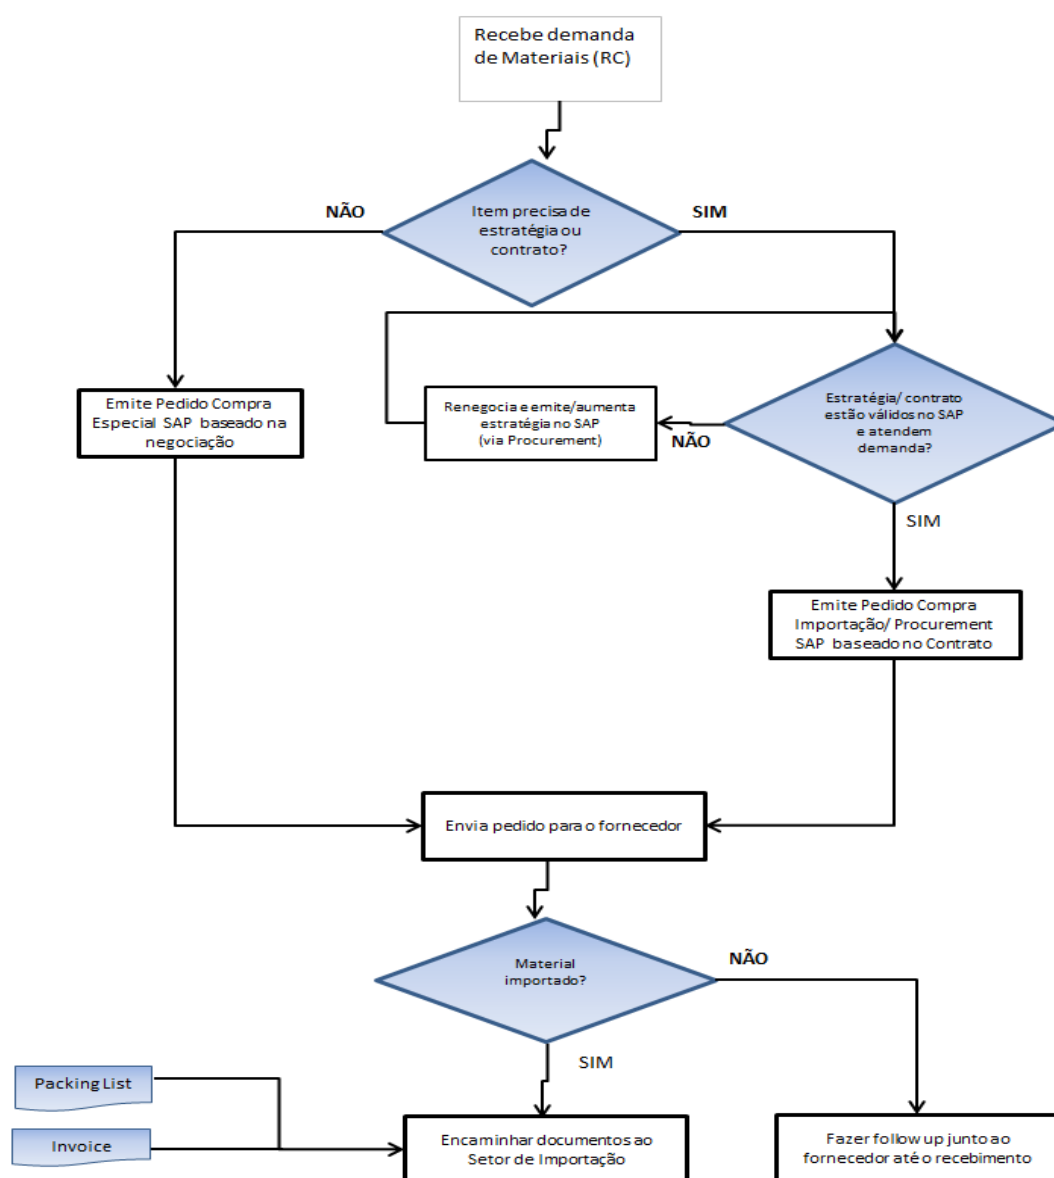 Recebe demanda
de Materiais (RC)
NÃO
SIM
Item precisa de
estratégia ou
contrato?
Emite Pedido Compra
Especial SAP baseado na
negociação
Renegocia e emite/aumenta
estratégia no SAP
(via Procurement)
NÃO
Estratégia/ contrato
estão válidos no SAP
e atendem
demanda?
SIM
Emite Pedido Compra
Importação/ Procurement
SAP baseado no Contrato
Envia pedido para o fornecedor
Material
importado?
NÃO
SIM
Packing List
Invoice
Encaminhar documentos ao
Setor de Importação
Fazer follow up junto ao
fornecedor até o recebimento